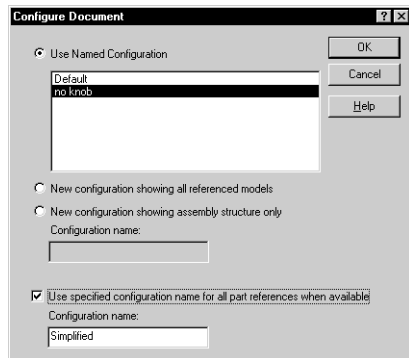 Configure Document
Use Named Configuration
OK
Default
no knob
Cancel
Help
New configuration showing all referenced models
New configuration showing assembly structure only
Configuration name:
Use specified configuration name for all part references when available
Configuration name:
Simplified